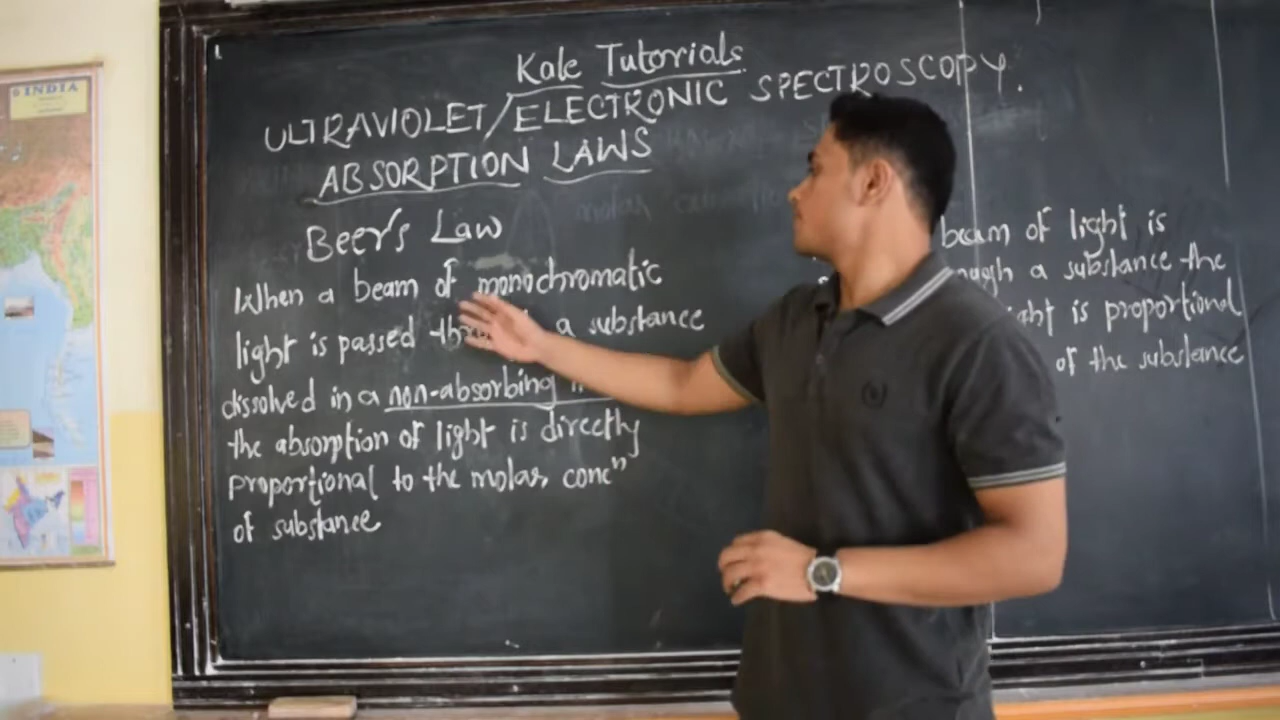 Kale Tutorials
ULTRAVIOLET/ELECTRONIC SPECTROSCOPY.
ABSORPTION LAWS
Beer's Law
When a beam of monochromatic
light is passed a substance
dissolved in a non-absorbing
the absorption of light is directly
proportional to the molar concn
of substance
beam of light is
a substance the
is proportional
of the substance
INDIA